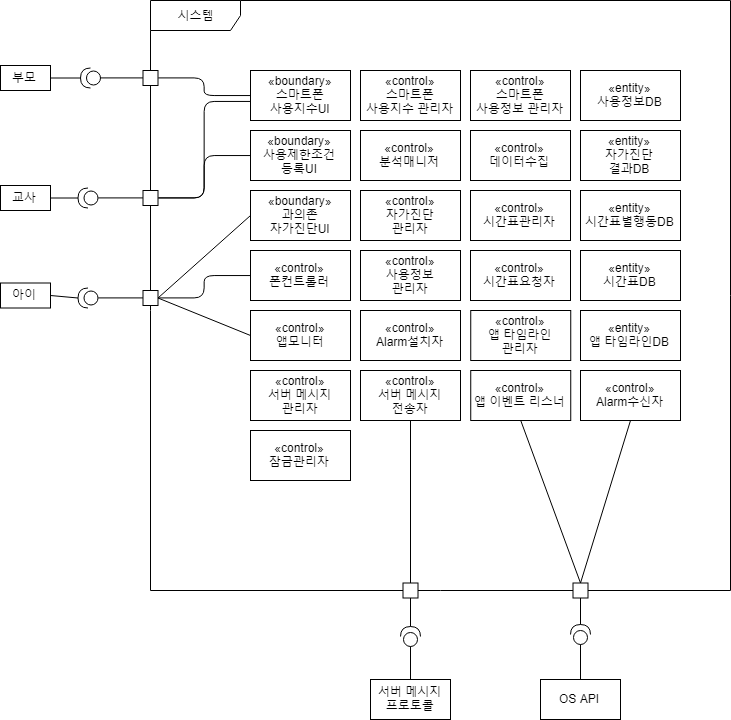 시스템
부모
«boundary»
스마트폰
사용지수UI
«control»
스마트폰
사용지수 관리자
«control»
스마트폰
사용정보 관리자
«entity»
사용정보DB
«boundary»
사용제한조건
등록UI
«control»
분석매니저
«control»
데이터수집
«entity»
자가진단
결과DB
교사
«boundary»
과의존
자가진단UI
«control»
자가진단
관리자
«control»
시간표관리자
«entity»
시간표별행동DB
아이
«control»
폰컨트롤러
«control»
사용정보
관리자
«control»
시간표요청자
«entity»
시간표DB
«control»
앱모니터
«control»
Alarm설치자
«control»
앱 타임라인
관리자
«entity»
앱 타임라인DB
«control»
서버 메시지
관리자
«control»
서버 메시지
전송자
«control»
앱 이벤트 리스너
«control»
Alarm수신자
«control»
잠금관리자
서버 메시지
프로토콜
OS API